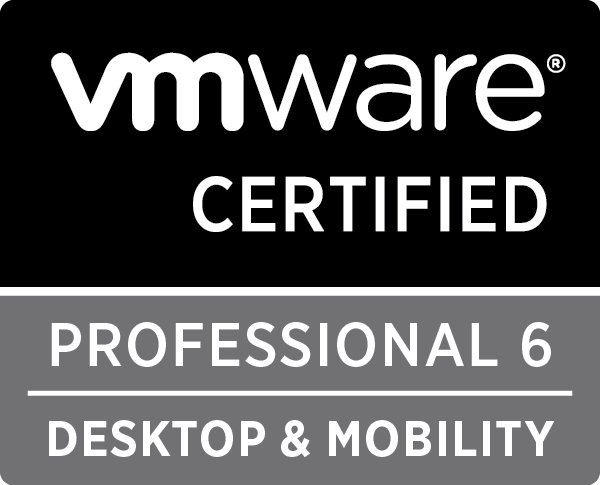 vmware®
CERTIFIED
PROFESSIONAL 6
DESKTOP & MOBILITY